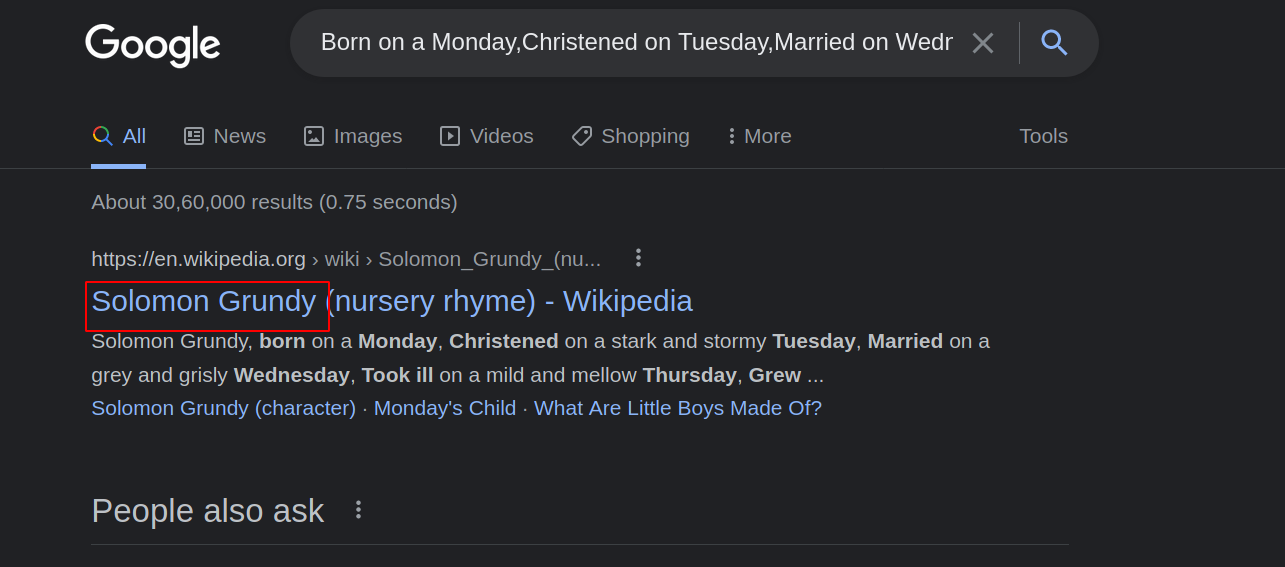 Google
Born on a Monday,Christened on Tuesday,Married on Wedn
All News Images Videos Shopping More Tools
About 30,60,000 results (0.75 seconds)
https://en.wikipedia.org › wiki › Solomon_Grundy_(nu...
Solomon Grundy (nursery rhyme) - Wikipedia
Solomon Grundy, born on a Monday, Christened on a stark and stormy Tuesday, Married on a
grey and grisly Wednesday, Took ill on a mild and mellow Thursday, Grew ...
Solomon Grundy (character) · Monday's Child · What Are Little Boys Made Of?
People also ask